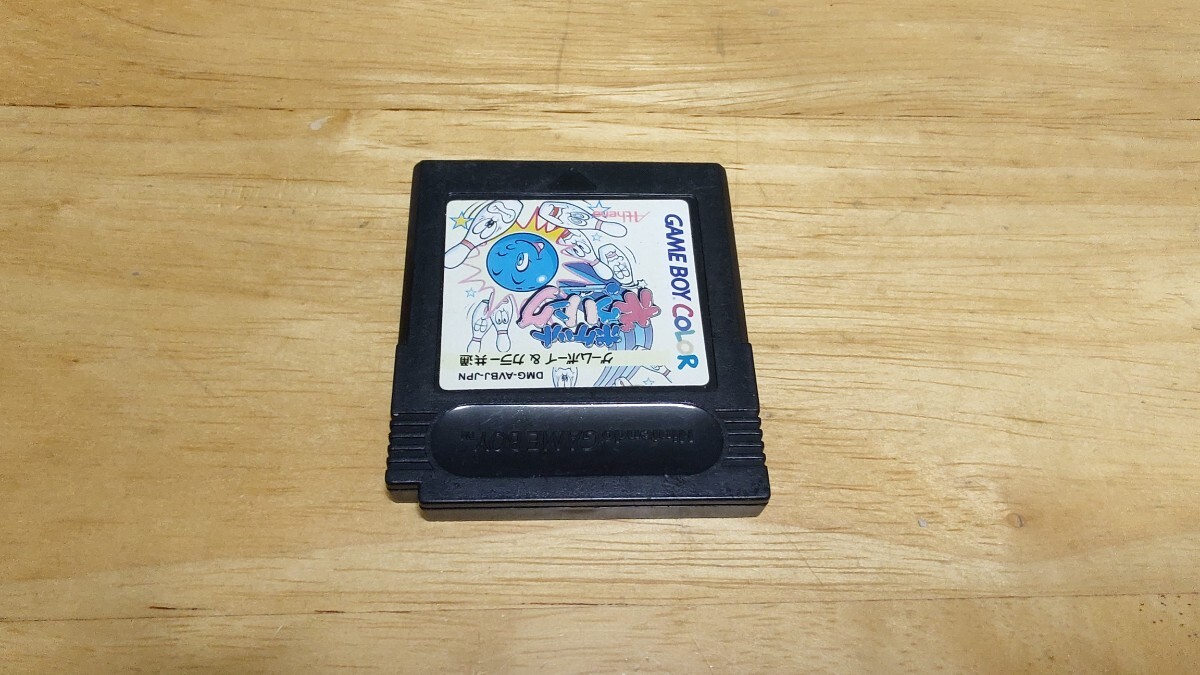 GAME BOY COLOR
Athena
ポケット
ボウリング
ゲームボーイ & カラー共通
DMG-AVBJ-JPN
Nintendo GAME BOY™